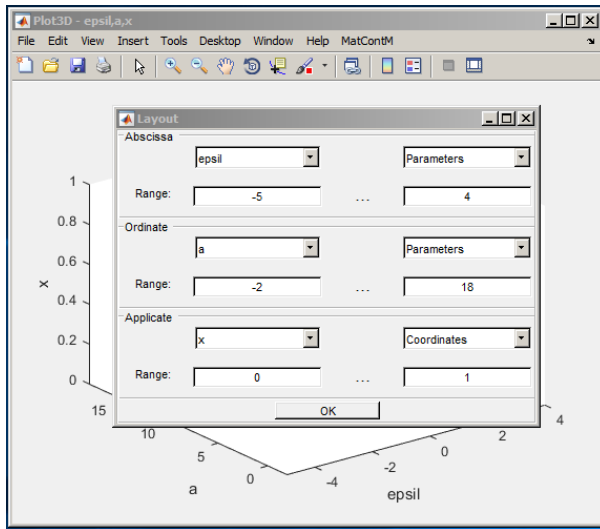 Plot3D - epsil,a,x
File Edit View Insert Tools Desktop Window Help MatContM
Layout
Abscissa
epsil Parameters
Range: -5 ... 4
Ordinate
a Parameters
Range: -2 ... 18
Applicate
x Coordinates
Range: 0 ... 1
OK
1
0.8
0.6
x
0.4
0.2
0
15
10
5
0
a
-4
-2
0
2
4
epsil